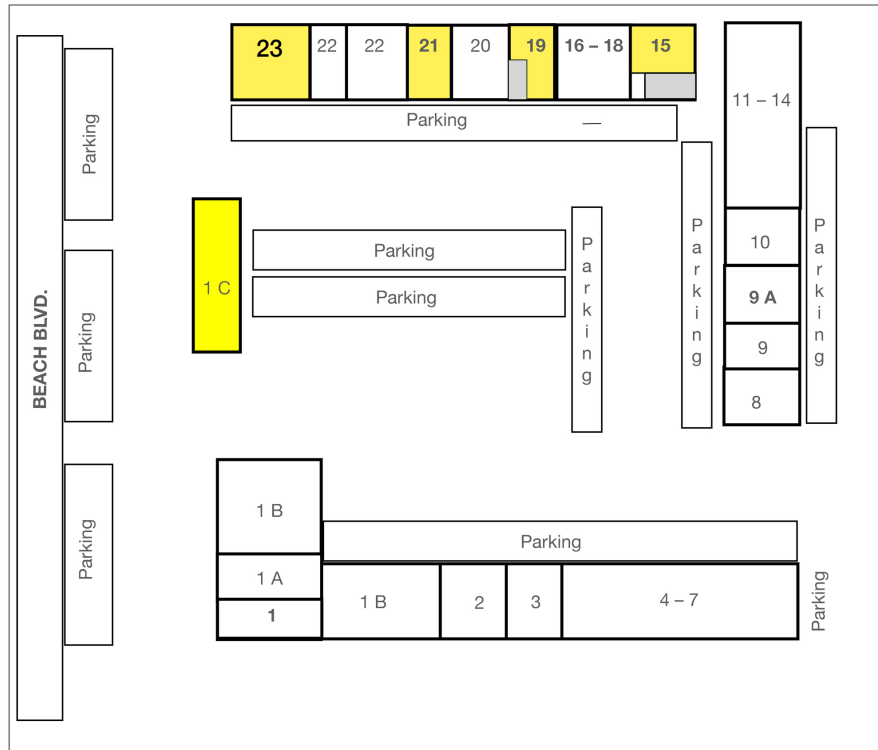 23
22
22
21
20
19
16 – 18
15
11 – 14
Parking
Parking
Parking
Parking
10
Parking
Parking
Parking
1 C
Parking
9 A
9
8
BEACH BLVD.
Parking
Parking
1 B
Parking
1 A
1
1 B
2
3
4 – 7
Parking